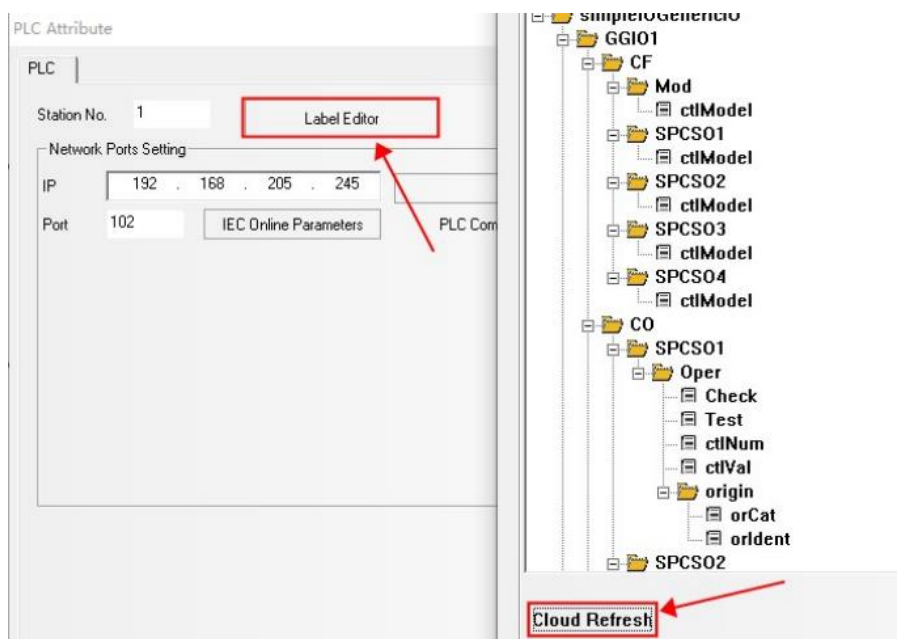 PLC Attribute
PLC
Station No. 1 Label Editor
Network Ports Setting
IP 192 . 168 . 205 . 245
Port 102 IEC Online Parameters PLC Com
simpleIOGenericIO
GGIO1
CF
Mod
ctlModel
SPCSO1
ctlModel
SPCSO2
ctlModel
SPCSO3
ctlModel
SPCSO4
ctlModel
CO
SPCSO1
Oper
Check
Test
ctlNum
ctlVal
origin
orCat
orIdent
SPCSO2
Cloud Refresh